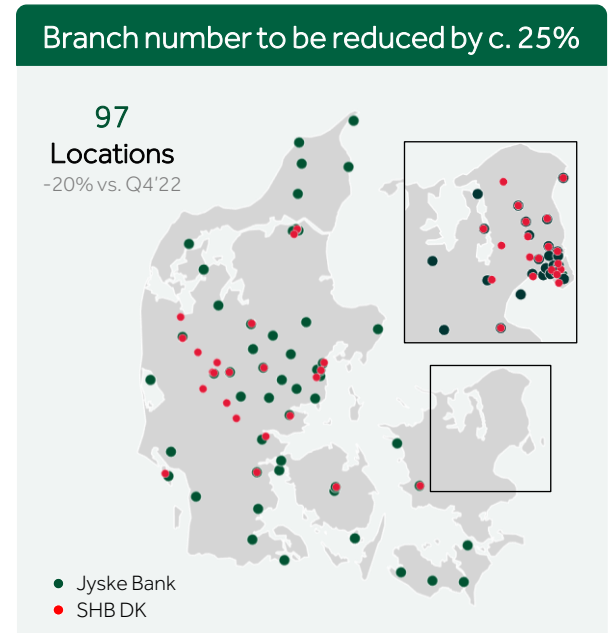 Branch number to be reduced by c. 25%
97
Locations
-20% vs. Q4'22
Jyske Bank
SHB DK